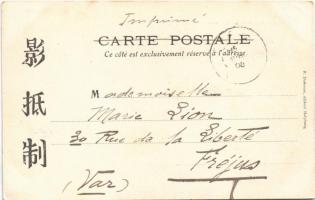 Imprimé
CARTE POSTALE
Ce côté est exclusivement réservé à l'adresse
Mademoiselle
Marie Lion
30 Rue de la Liberté
Fréjus
(Var)
影抵制